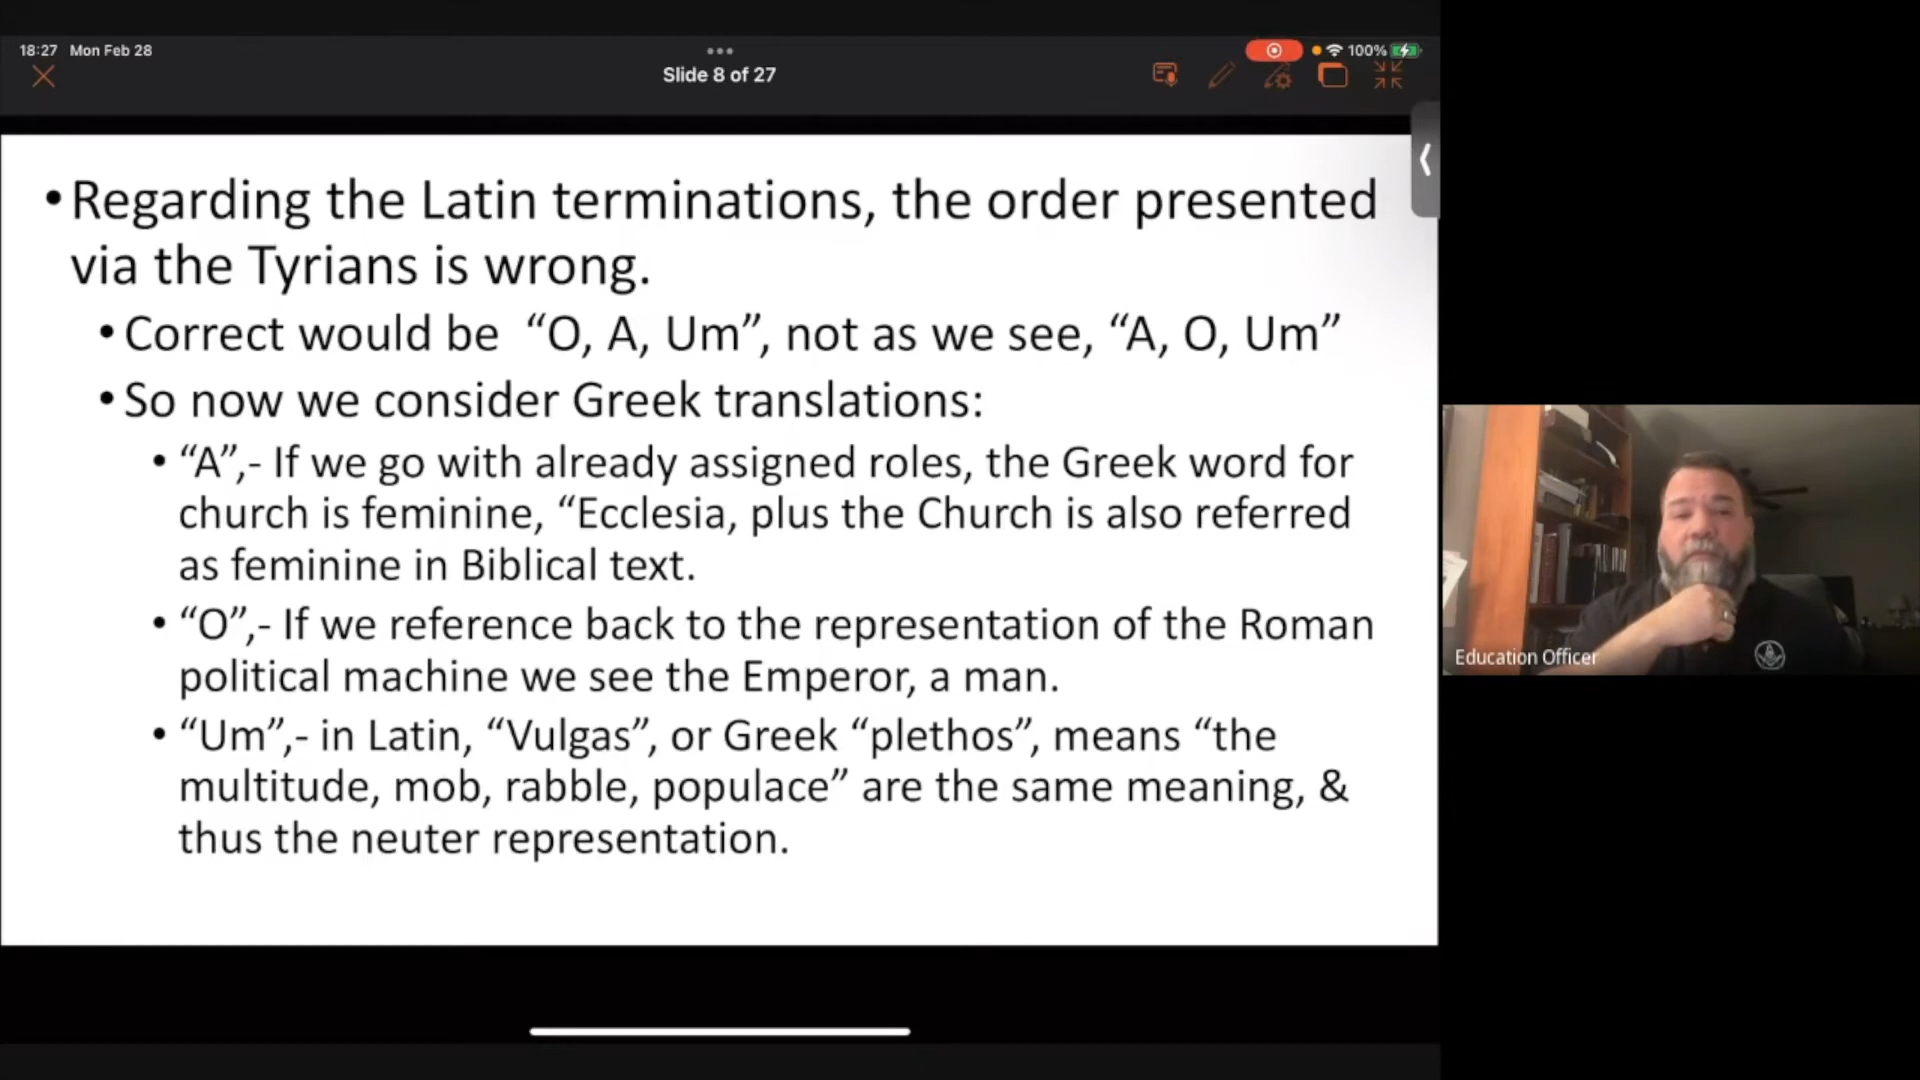 18:27 Mon Feb 28
100%
Slide 8 of 27
• Regarding the Latin terminations, the order presented
via the Tyrians is wrong.
• Correct would be “O, A, Um”, not as we see, “A, O, Um”
• So now we consider Greek translations:
• “A”,- If we go with already assigned roles, the Greek word for
church is feminine, “Ecclesia, plus the Church is also referred
as feminine in Biblical text.
• “O”,- If we reference back to the representation of the Roman
political machine we see the Emperor, a man.
• “Um”,- in Latin, “Vulgas”, or Greek “plethos”, means “the
multitude, mob, rabble, populace” are the same meaning, &
thus the neuter representation.
Education Officer